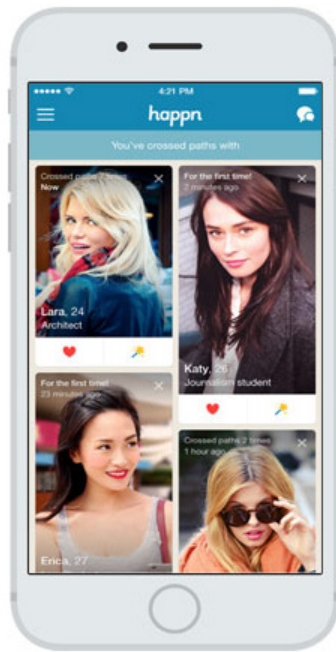 4:21 PM
happn
You've crossed paths with
Crossed paths 7 times
Now
Lara, 24
Architect
For the first time!
2 minutes ago
Katy, 26
Journalism student
For the first time!
23 minutes ago
Erica, 27
Crossed paths 2 times
1 hour ago